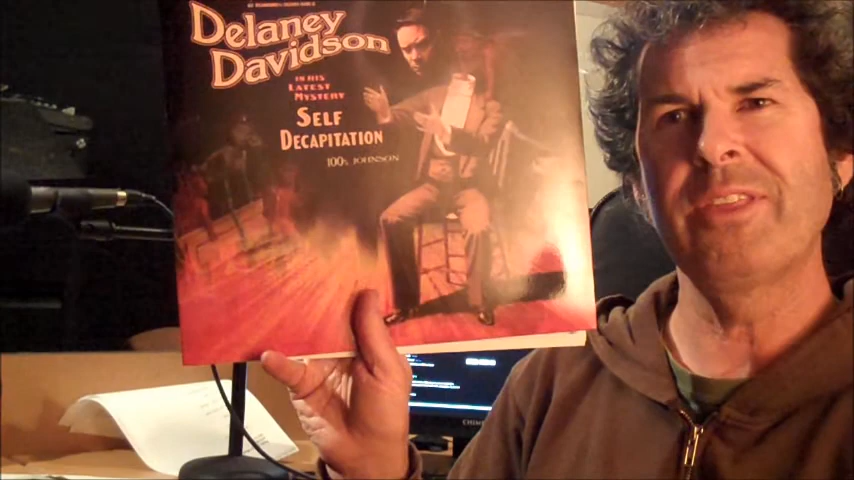 Delaney
Davidson
IN HIS
LATEST
MYSTERY
SELF
DECAPITATION
100% JOHNSON